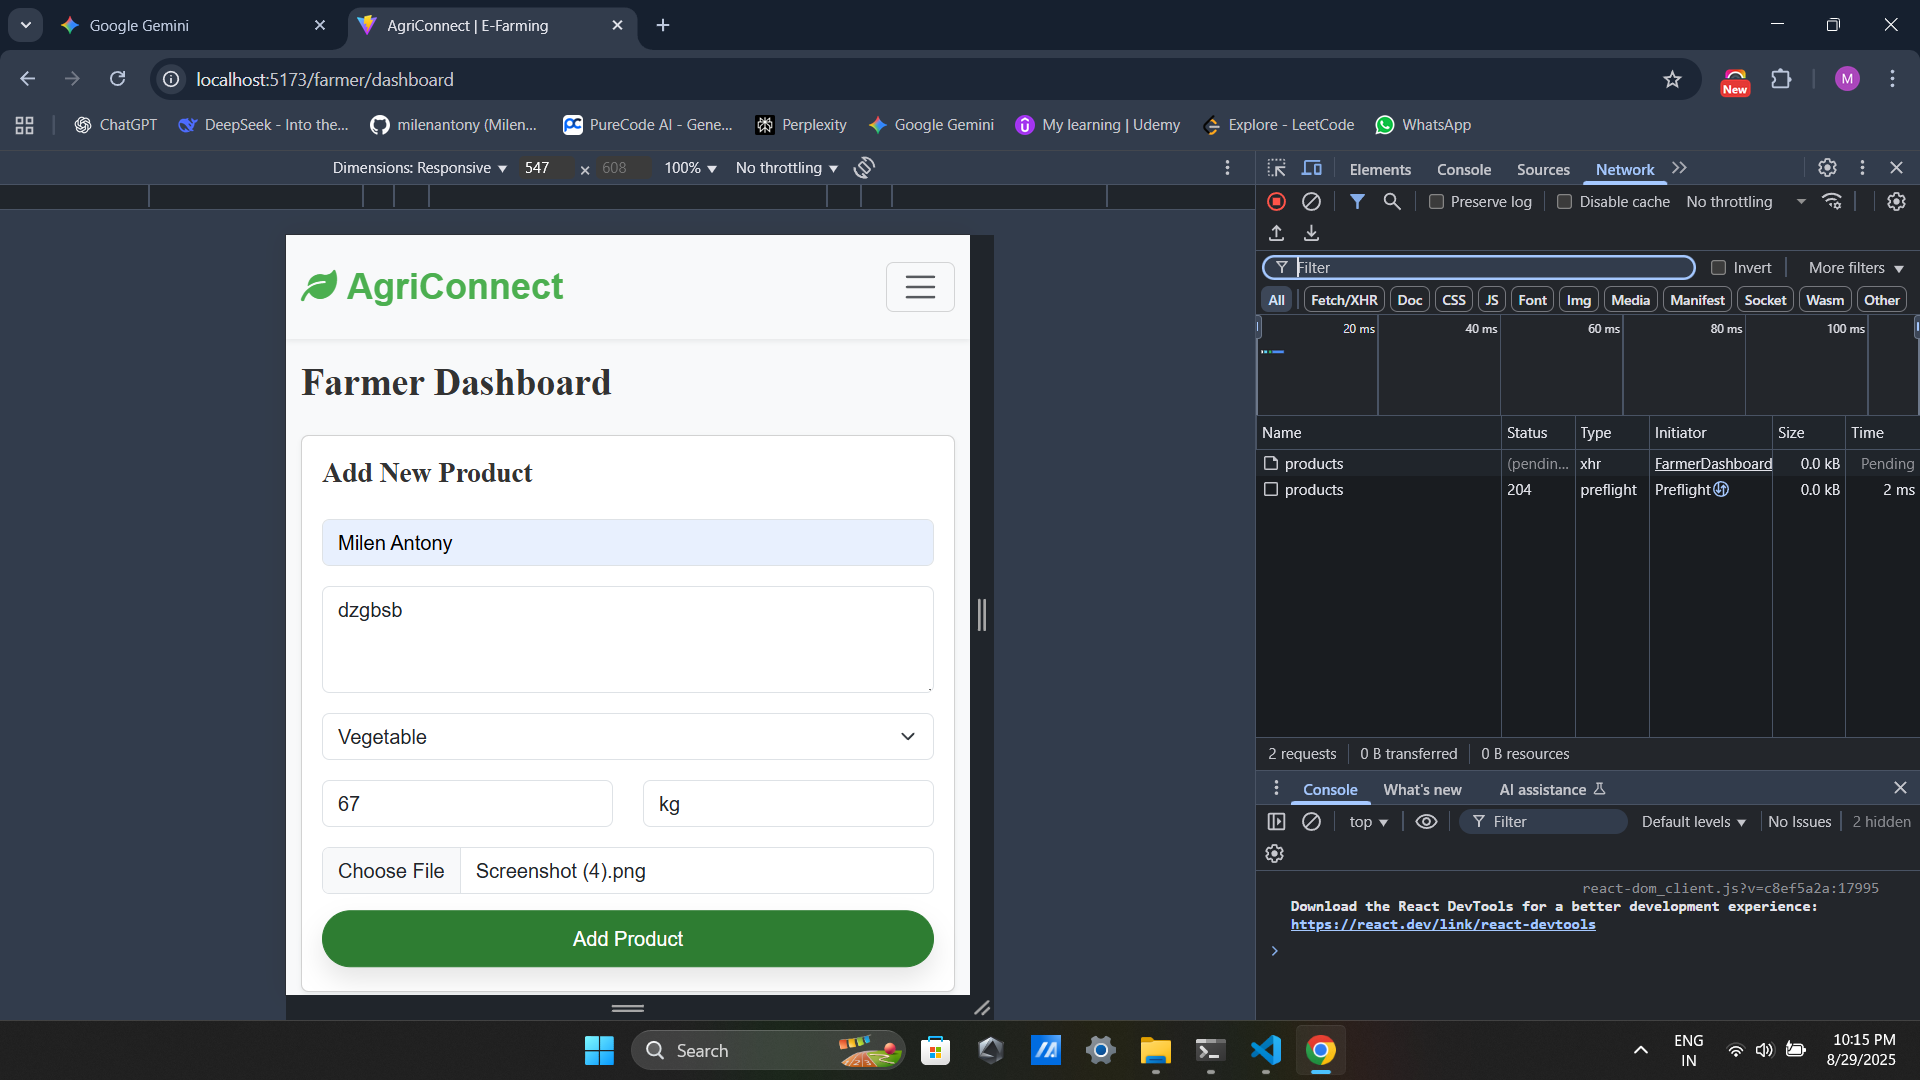 Google Gemini
AgriConnect | E-Farming
localhost:5173/farmer/dashboard
New
M
ChatGPT
DeepSeek - Into the...
milenantony (Milen...
PureCode AI - Gene...
Perplexity
Google Gemini
My learning | Udemy
Explore - LeetCode
WhatsApp
Dimensions: Responsive
547
x
608
100%
No throttling
AgriConnect
Farmer Dashboard
Add New Product
Milen Antony
dzgbsb
Vegetable
67
kg
Choose File
Screenshot (4).png
Add Product
Elements
Console
Sources
Network
Preserve log
Disable cache
No throttling
Filter
Invert
More filters
All
Fetch/XHR
Doc
CSS
JS
Font
Img
Media
Manifest
Socket
Wasm
Other
20 ms
40 ms
60 ms
80 ms
100 ms
Name Status Type Initiator Size Time
products (pendin... xhr FarmerDashboard 0.0 kB Pending
products 204 preflight Preflight 0.0 kB 2 ms
2 requests
0 B transferred
0 B resources
Console
What's new
AI assistance
top
Filter
Default levels
No Issues
2 hidden
react-dom_client.js?v=c8ef5a2a:17995
Download the React DevTools for a better development experience:
https://react.dev/link/react-devtools
Search
ENG
IN
10:15 PM
8/29/2025